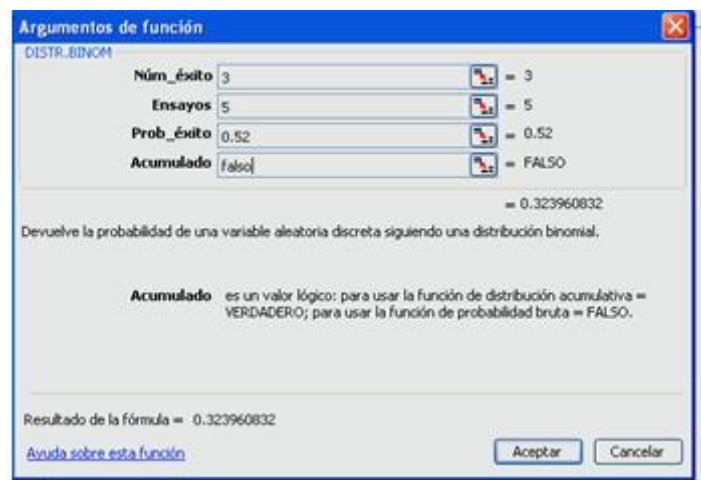 Argumentos de función
DISTR.BINOM
Núm_éxito 3 = 3
Ensayos 5 = 5
Prob_éxito 0.52 = 0.52
Acumulado falso = FALSO
= 0.323960832
Devuelve la probabilidad de una variable aleatoria discreta siguiendo una distribución binomial.
Acumulado es un valor lógico: para usar la función de distribución acumulativa =
VERDADERO; para usar la función de probabilidad bruta = FALSO.
Resultado de la fórmula = 0.323960832
Ayuda sobre esta función
Aceptar
Cancelar